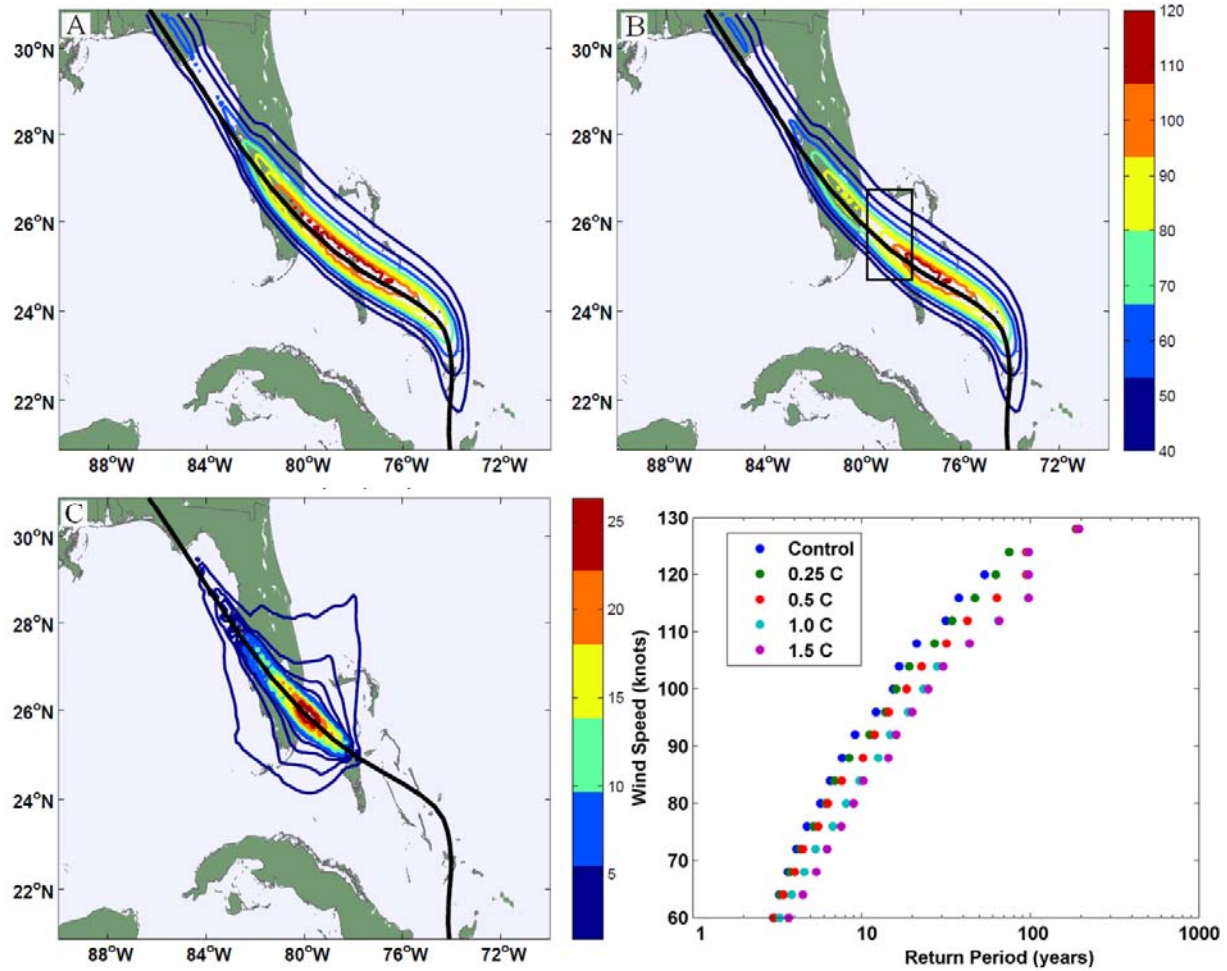 A
30°N
28°N
26°N
24°N
22°N
88°W 84°W 80°W 76°W 72°W
B
30°N
28°N
26°N
24°N
22°N
88°W 84°W 80°W 76°W 72°W
120
110
100
90
80
70
60
50
40
C
30°N
28°N
26°N
24°N
22°N
88°W 84°W 80°W 76°W 72°W
25
20
15
10
5
130
120
110
100
90
80
70
60
Wind Speed (knots)
Control
0.25 C
0.5 C
1.0 C
1.5 C
1 10 100 1000
Return Period (years)